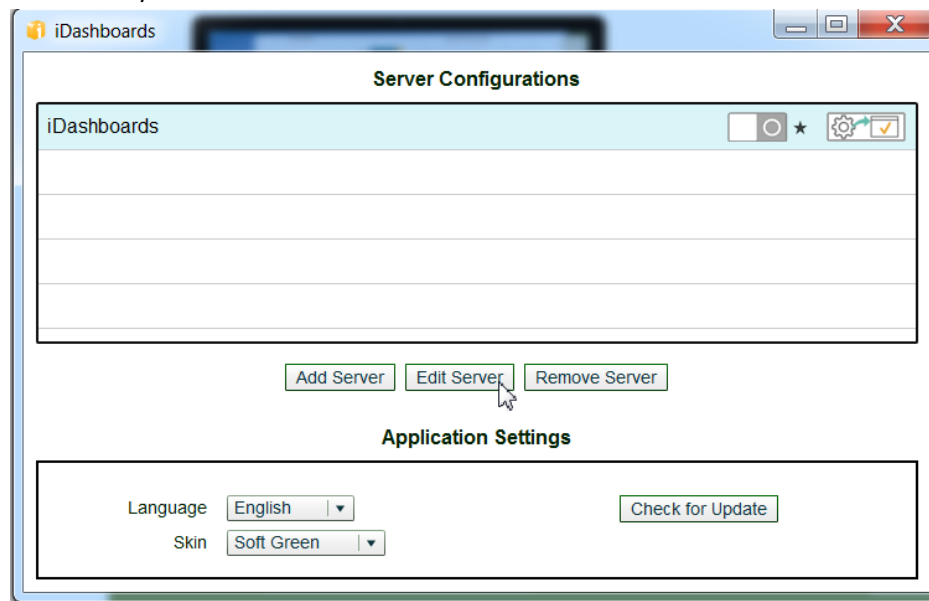 iDashboards
Server Configurations
iDashboards
Add Server Edit Server Remove Server
Application Settings
Language English Check for Update
Skin Soft Green